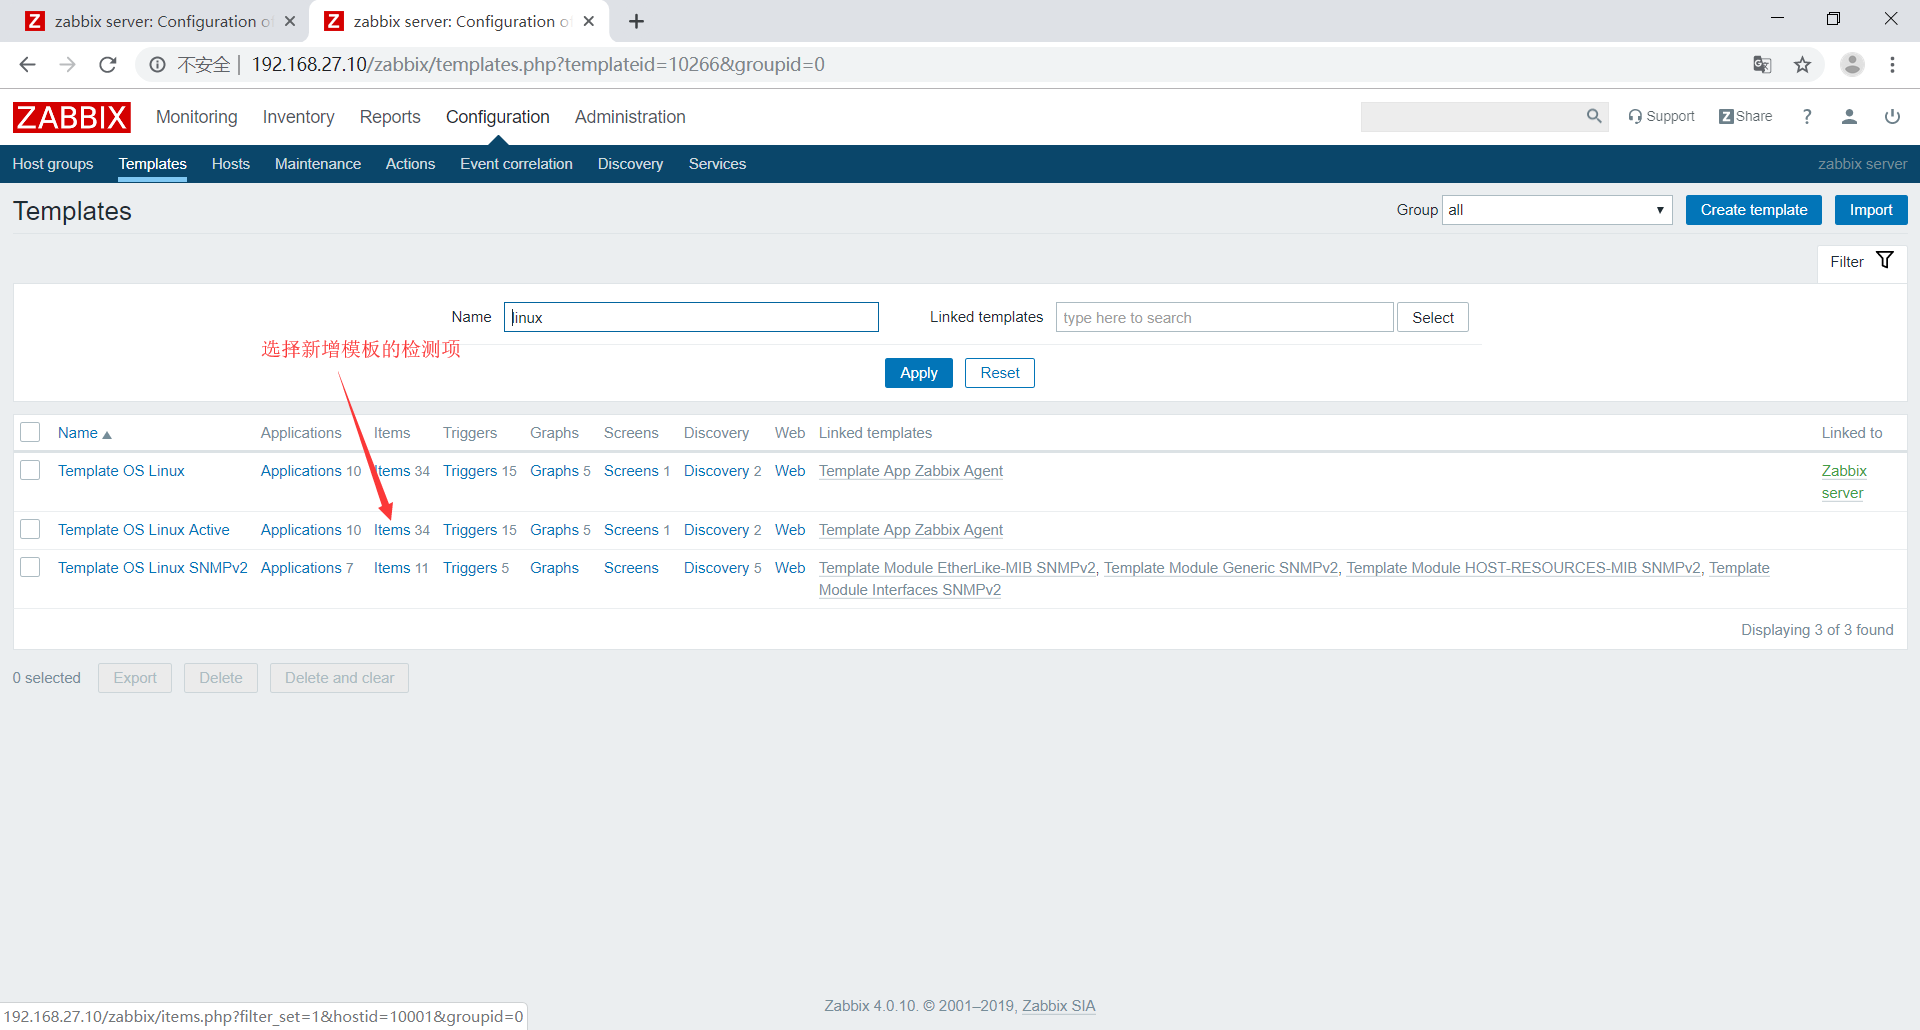 zabbix server: Configuration o
zabbix server: Configuration o
不安全 | 192.168.27.10/zabbix/templates.php?templateid=10266&groupid=0
ZABBIX Monitoring Inventory Reports Configuration Administration Support Z Share ?
Host groups Templates Hosts Maintenance Actions Event correlation Discovery Services zabbix server
Templates Group all Create template Import
Filter
Name linux Linked templates type here to search Select
选择新增模板的检测项
Apply Reset
Name Applications Items Triggers Graphs Screens Discovery Web Linked templates Linked to
Template OS Linux Applications 10 Items 34 Triggers 15 Graphs 5 Screens 1 Discovery 2 Web Template App Zabbix Agent Zabbix
server
Template OS Linux Active Applications 10 Items 34 Triggers 15 Graphs 5 Screens 1 Discovery 2 Web Template App Zabbix Agent
Template OS Linux SNMPv2 Applications 7 Items 11 Triggers 5 Graphs Screens Discovery 5 Web Template Module EtherLike-MIB SNMPv2, Template Module Generic SNMPv2, Template Module HOST-RESOURCES-MIB SNMPv2, Template
Module Interfaces SNMPv2
Displaying 3 of 3 found
0 selected Export Delete Delete and clear
Zabbix 4.0.10. © 2001–2019, Zabbix SIA
192.168.27.10/zabbix/items.php?filter_set=1&hostid=10001&groupid=0